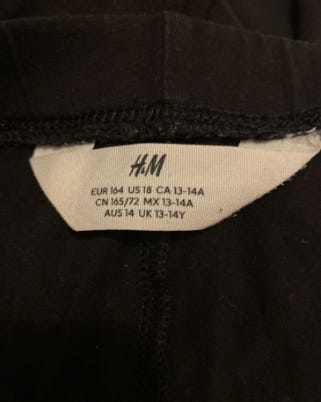 H&M
EUR 164 US 18 CA 13-14A
CN 165/72 MX 13-14A
AUS 14 UK 13-14Y